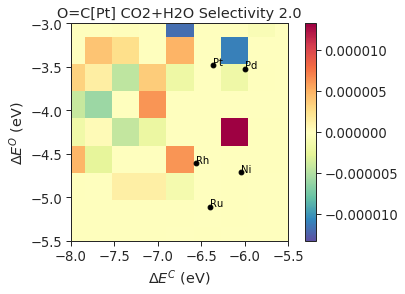 O=C[Pt] CO2+H2O Selectivity 2.0
−3.0
−3.5
−4.0
−4.5
−5.0
−5.5
ΔE^O (eV)
Pt
Pd
Rh
Ni
Ru
−8.0 −7.5 −7.0 −6.5 −6.0 −5.5
ΔE^C (eV)
0.000010
0.000005
0.000000
−0.000005
−0.000010